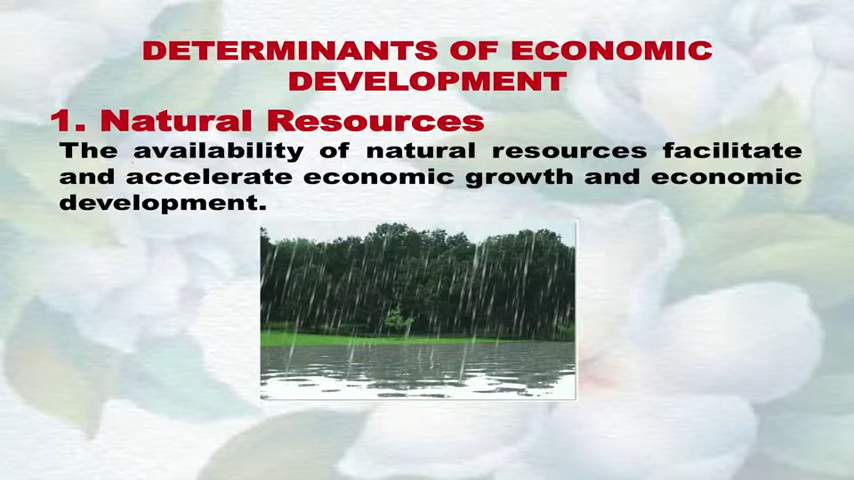 DETERMINANTS OF ECONOMIC
DEVELOPMENT
1. Natural Resources
The availability of natural resources facilitate
and accelerate economic growth and economic
development.